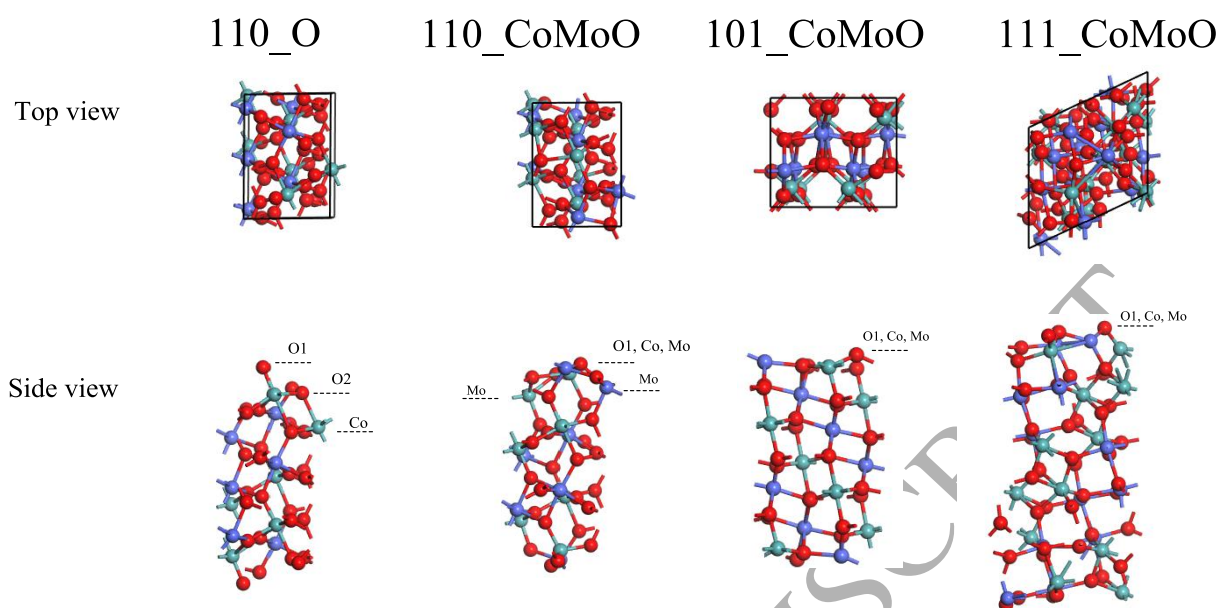 110_O 110_CoMoO 101_CoMoO 111_CoMoO
Top view
O1, Co, Mo
O1 O1, Co, Mo O1, Co, Mo
Side view O2 Mo Mo
Co